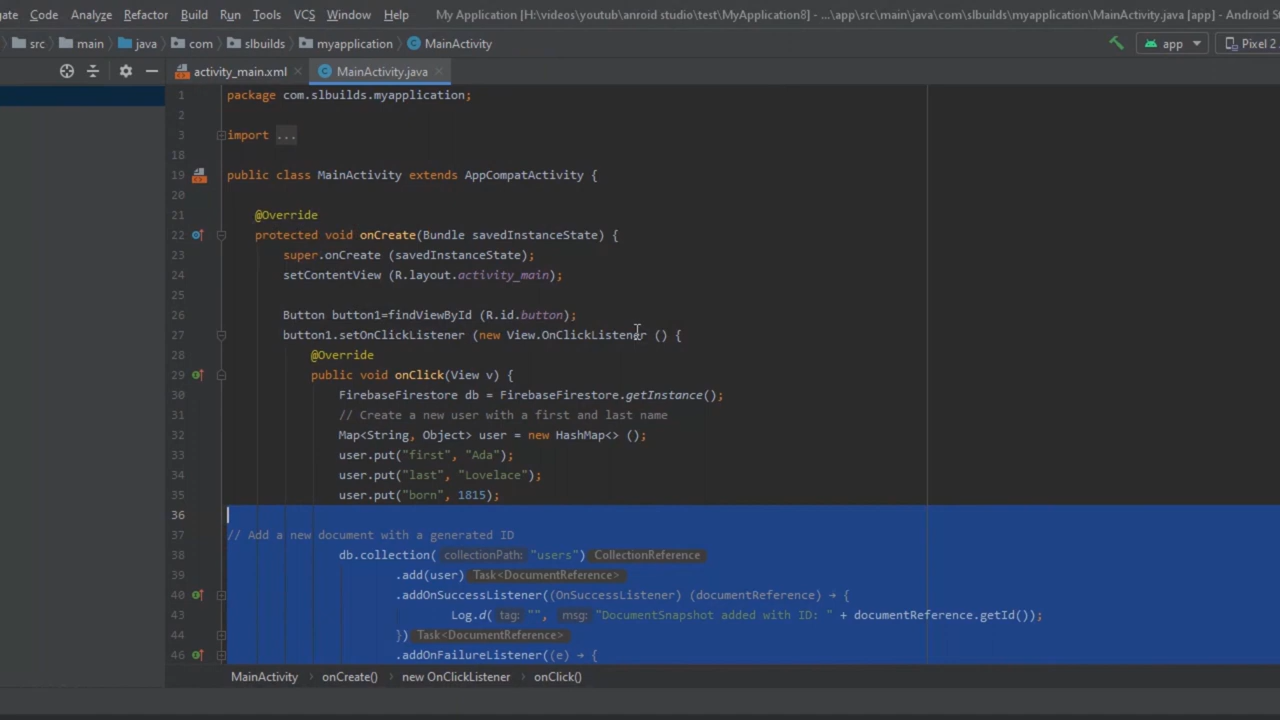 gate Code Analyze Refactor Build Run Tools VCS Window Help My Application [H:\videos\youtub\anroid studio\test\MyApplication8] - ...\app\src\main\java\com\slbuilds\myapplication\MainActivity.java [app] - Android S
src main java com slbuilds myapplication MainActivity app Pixel 2
activity_main.xml MainActivity.java
1 package com.slbuilds.myapplication;
2
3 import ...
18
19 public class MainActivity extends AppCompatActivity {
20
21 @Override
22 protected void onCreate(Bundle savedInstanceState) {
23 super.onCreate (savedInstanceState);
24 setContentView (R.layout.activity_main);
25
26 Button button1=findViewById (R.id.button);
27 button1.setOnClickListener (new View.OnClickListener () {
28 @Override
29 public void onClick(View v) {
30 FirebaseFirestore db = FirebaseFirestore.getInstance();
31 // Create a new user with a first and last name
32 Map<String, Object> user = new HashMap<> ();
33 user.put("first", "Ada");
34 user.put("last", "Lovelace");
35 user.put("born", 1815);
36
37 // Add a new document with a generated ID
38 db.collection( collectionPath: "users") CollectionReference
39 .add(user) Task<DocumentReference>
40 .addOnSuccessListener((OnSuccessListener) (documentReference) → {
43 Log.d( tag: "", msg: "DocumentSnapshot added with ID: " + documentReference.getId());
44 }) Task<DocumentReference>
46 .addOnFailureListener((e) → {
MainActivity onCreate() new OnClickListener onClick()